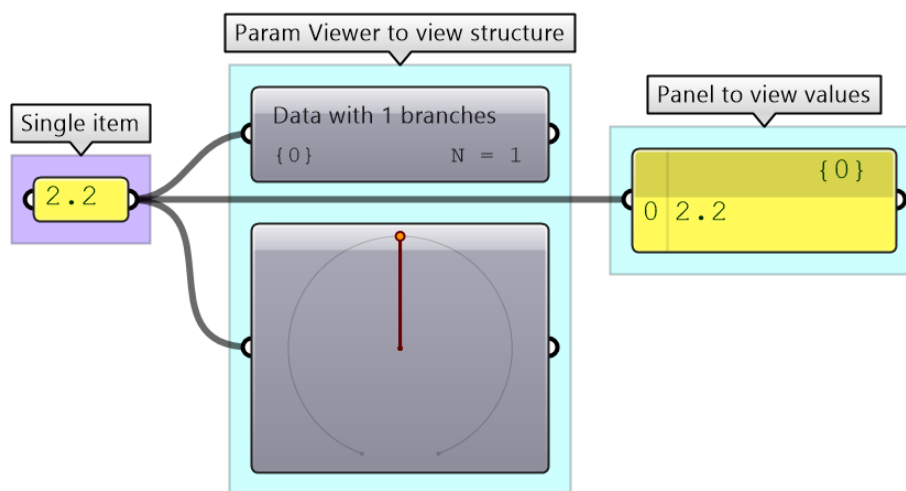 Param Viewer to view structure
Single item
2.2
Data with 1 branches
{0} N = 1
Panel to view values
{0}
0 2.2